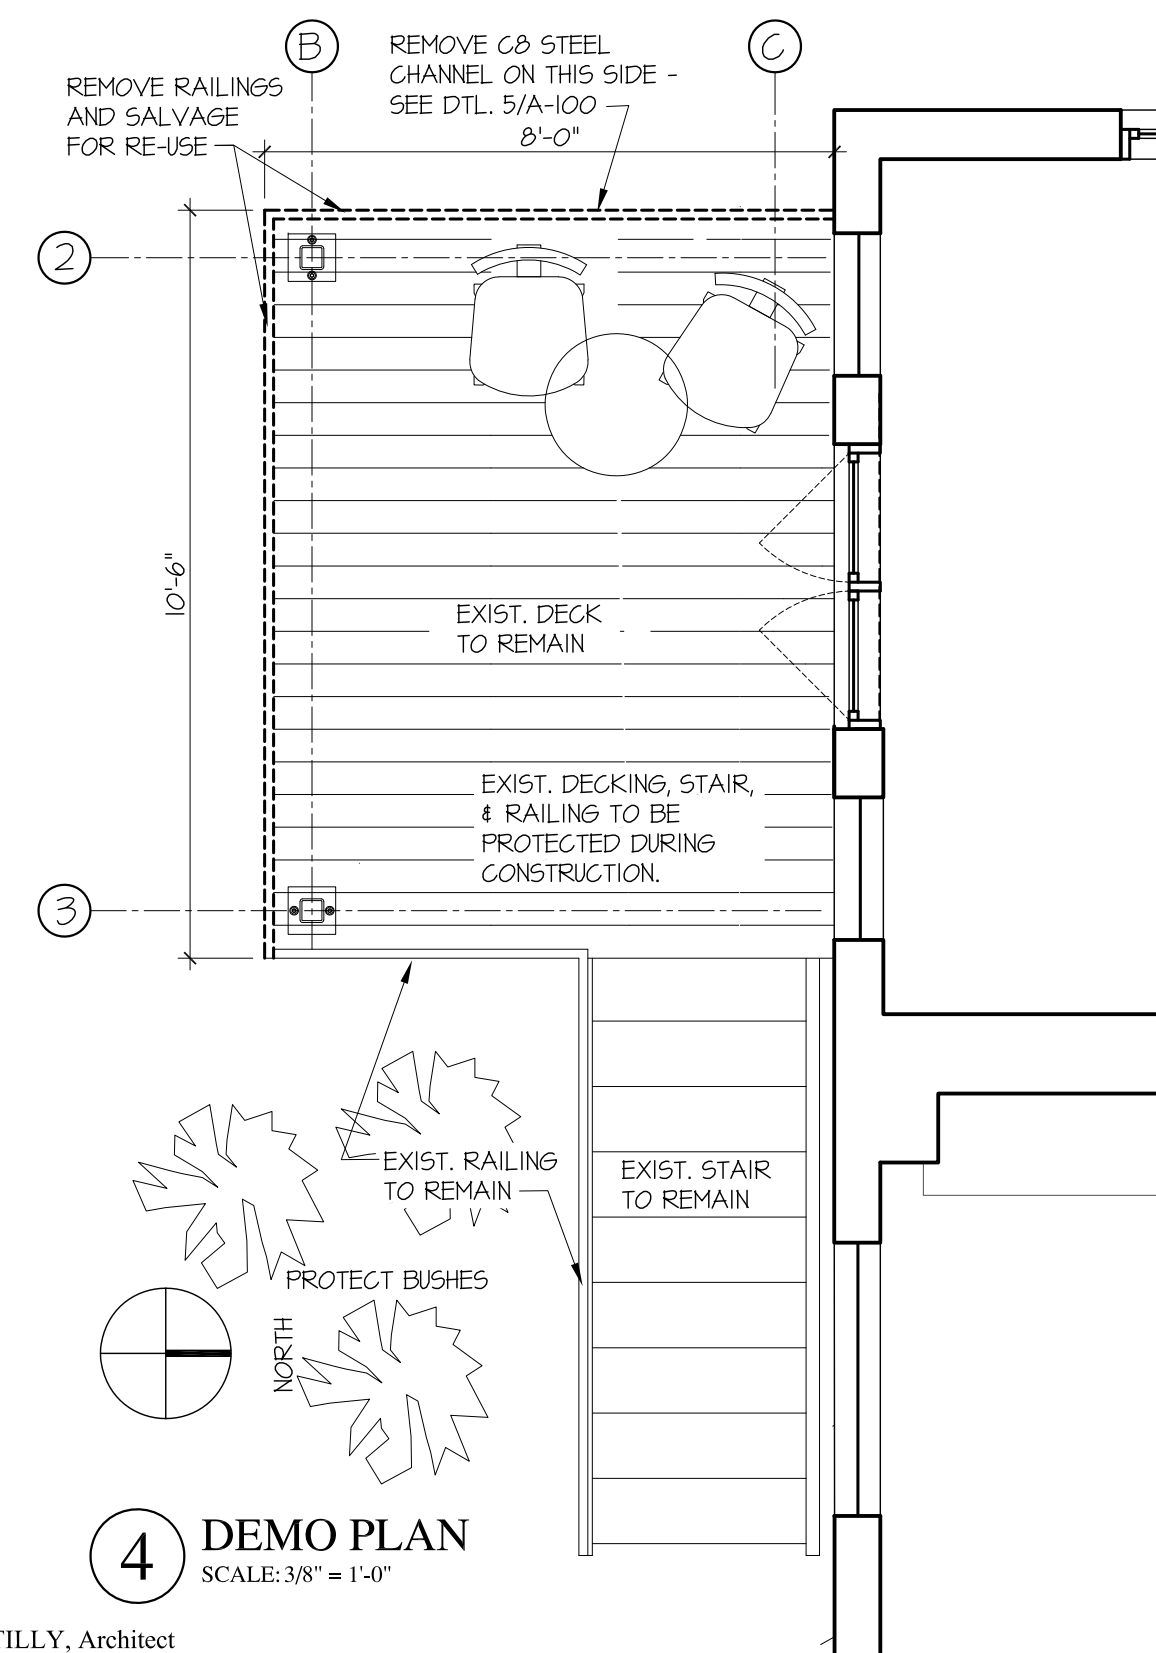 B
C
REMOVE C8 STEEL
CHANNEL ON THIS SIDE -
SEE DTL. 5/A-100
REMOVE RAILINGS
AND SALVAGE
FOR RE-USE
8'-0"
2
10'-6"
EXIST. DECK
TO REMAIN
EXIST. DECKING, STAIR,
& RAILING TO BE
PROTECTED DURING
CONSTRUCTION.
3
EXIST. RAILING
TO REMAIN
EXIST. STAIR
TO REMAIN
PROTECT BUSHES
NORTH
4
DEMO PLAN
SCALE: 3/8" = 1'-0"
TILLY, Architect